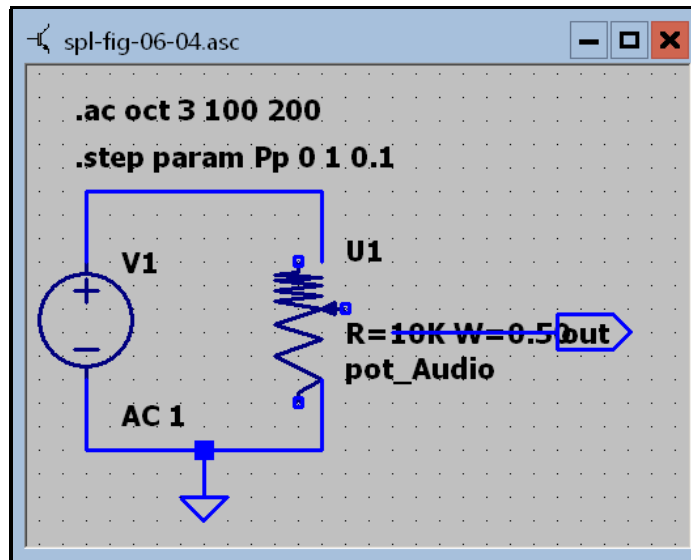 spl-fig-06-04.asc
.ac oct 3 100 200
.step param Pp 0 1 0.1
V1
U1
R=10K W=0.50
out
pot_Audio
AC 1